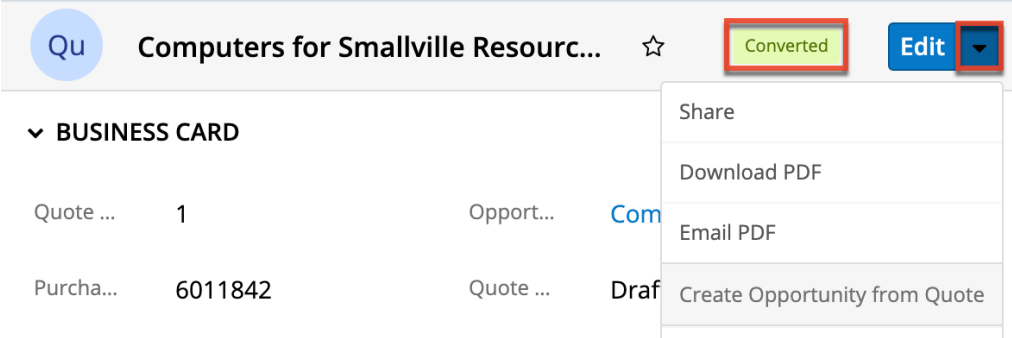 Qu Computers for Smallville Resourc... Converted Edit
Share
BUSINESS CARD
Download PDF
Quote ... 1 Opport... Com
Email PDF
Purcha... 6011842 Quote ... Draf
Create Opportunity from Quote